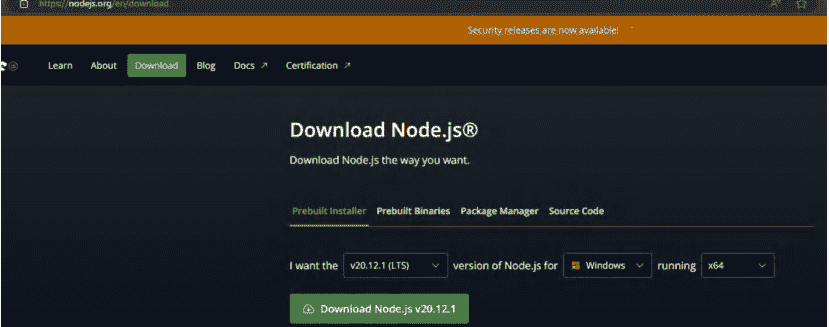 https://nodejs.org/en/download
Security releases are now available!
Learn About Download Blog Docs ↗ Certification ↗
Download Node.js®
Download Node.js the way you want.
Prebuilt Installer Prebuilt Binaries Package Manager Source Code
I want the v20.12.1 (LTS) version of Node.js for Windows running x64
Download Node.js v20.12.1